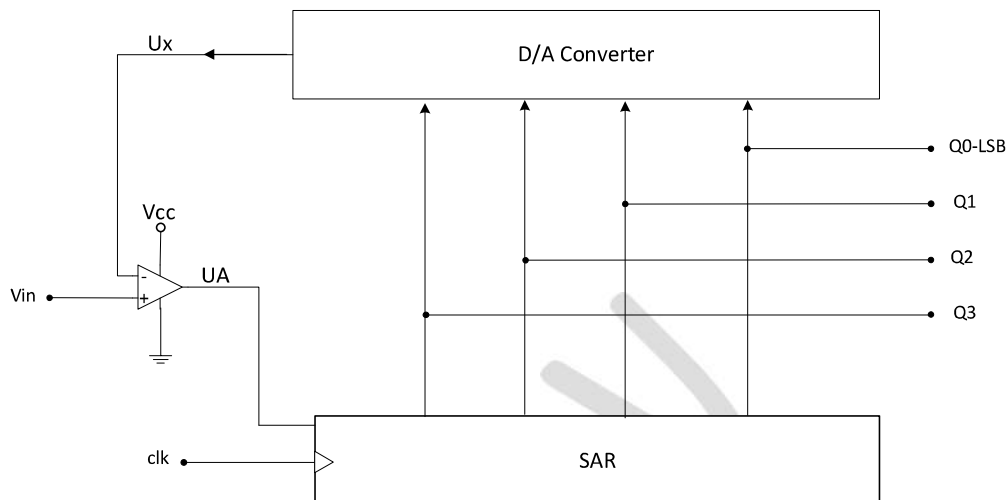 Ux
D/A Converter
Q0-LSB
Q1
Vcc
Q2
UA
-
Vin
+
Q3
clk
SAR